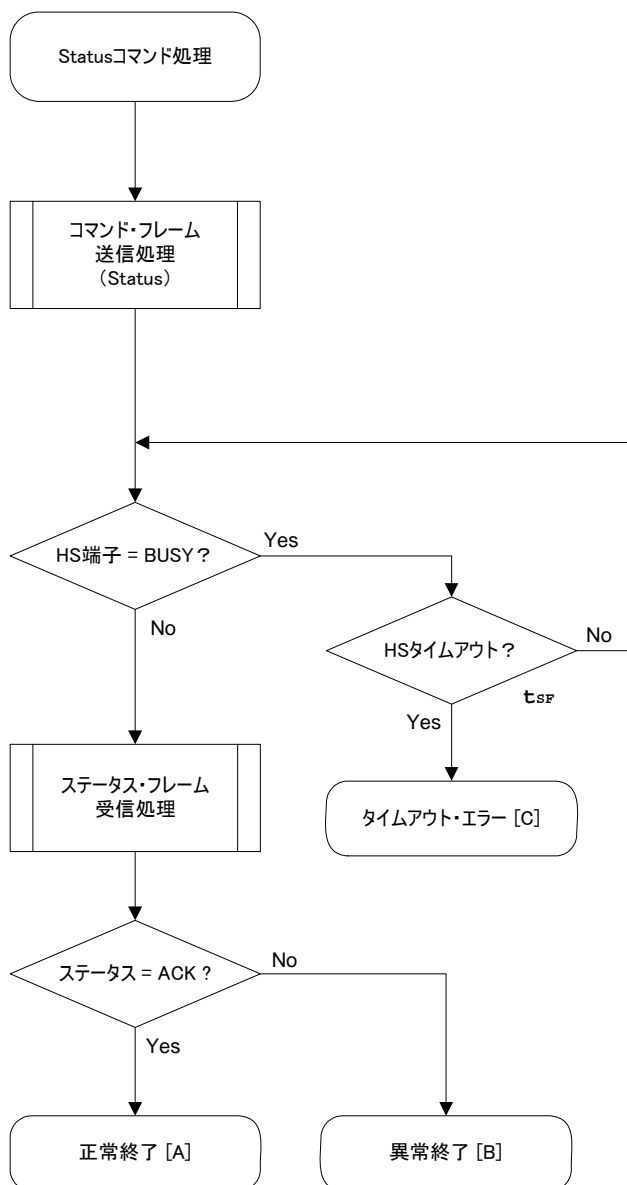 Statusコマンド処理
コマンド・フレーム
送信処理
(Status)
HS端子 = BUSY?
Yes
No
HSタイムアウト?
No
tSF
Yes
タイムアウト・エラー [C]
ステータス・フレーム
受信処理
ステータス = ACK ?
No
Yes
正常終了 [A]
異常終了 [B]